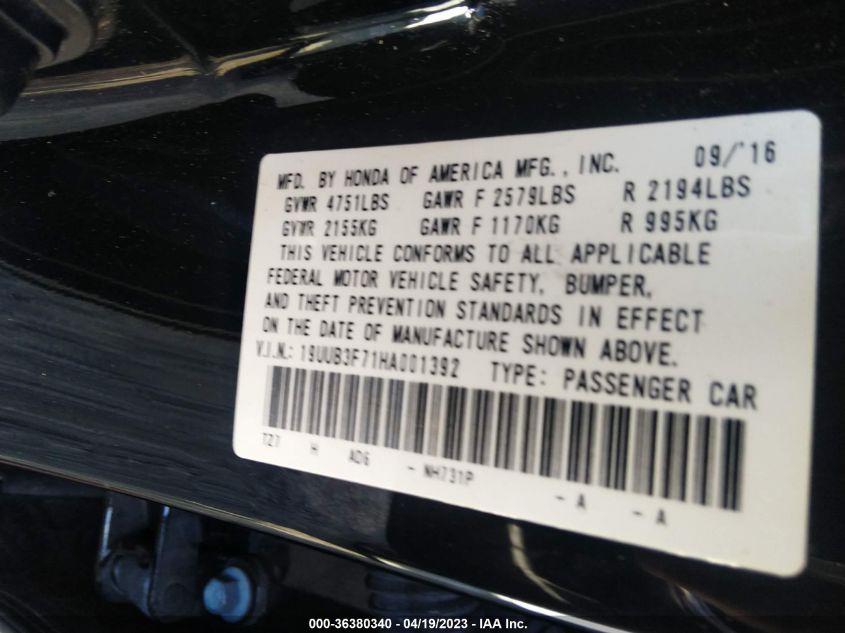 MFD. BY HONDA OF AMERICA MFG., INC. 09/'16
GVWR 4751LBS GAWR F 2579LBS R 2194LBS
GVWR 2155KG GAWR F 1170KG R 995KG
THIS VEHICLE CONFORMS TO ALL APPLICABLE
FEDERAL MOTOR VEHICLE SAFETY, BUMPER,
AND THEFT PREVENTION STANDARDS IN EFFECT
ON THE DATE OF MANUFACTURE SHOWN ABOVE.
V.I.N.: 19UUB3F71HA001392 TYPE: PASSENGER CAR
TZ7 H AD6 - NH731P - A - A
000-36380340 - 04/19/2023 - IAA Inc.